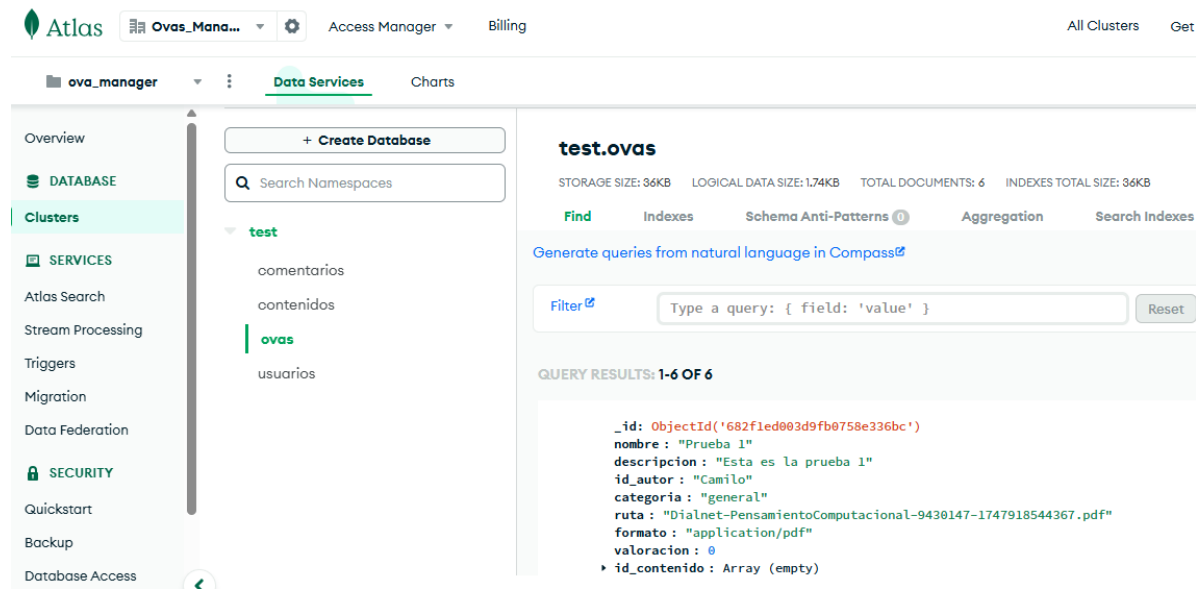 Atlas
Ovas_Mana...
Access Manager
Billing
All Clusters
Get
ova_manager
Data Services
Charts
Overview
DATABASE
Clusters
SERVICES
Atlas Search
Stream Processing
Triggers
Migration
Data Federation
SECURITY
Quickstart
Backup
Database Access
+ Create Database
Search Namespaces
test
comentarios
contenidos
ovas
usuarios
test.ovas
STORAGE SIZE: 36KB LOGICAL DATA SIZE: 1.74KB TOTAL DOCUMENTS: 6 INDEXES TOTAL SIZE: 36KB
Find Indexes Schema Anti-Patterns 0 Aggregation Search Indexes
Generate queries from natural language in Compass
Filter
Type a query: { field: 'value' }
Reset
QUERY RESULTS: 1-6 OF 6
_id: ObjectId('682f1ed003d9fb0758e336bc')
nombre : "Prueba 1"
descripcion : "Esta es la prueba 1"
id_autor : "Camilo"
categoria : "general"
ruta : "Dialnet-PensamientoComputacional-9430147-1747918544367.pdf"
formato : "application/pdf"
valoracion : 0
id_contenido : Array (empty)